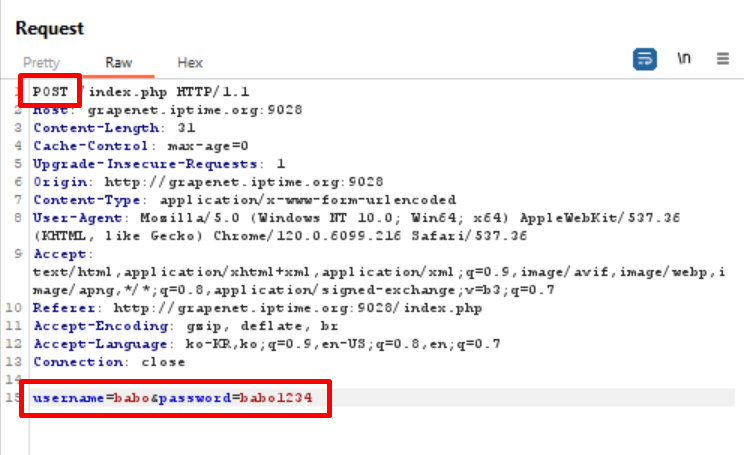 Request
Pretty Raw Hex \n
1 POST /index.php HTTP/1.1
2 Host: grapenet.iptime.org:9028
3 Content-Length: 31
4 Cache-Control: max-age=0
5 Upgrade-Insecure-Requests: 1
6 Origin: http://grapenet.iptime.org:9028
7 Content-Type: application/x-www-form-urlencoded
8 User-Agent: Mozilla/5.0 (Windows NT 10.0; Win64; x64) AppleWebKit/537.36
(KHTML, like Gecko) Chrome/120.0.6099.216 Safari/537.36
9 Accept:
text/html,application/xhtml+xml,application/xml;q=0.9,image/avif,image/webp,i
mage/apng,*/*;q=0.8,application/signed-exchange;v=b3;q=0.7
10 Referer: http://grapenet.iptime.org:9028/index.php
11 Accept-Encoding: gzip, deflate, br
12 Accept-Language: ko-KR,ko;q=0.9,en-US;q=0.8,en;q=0.7
13 Connection: close
14
15 username=babo&password=babo1234